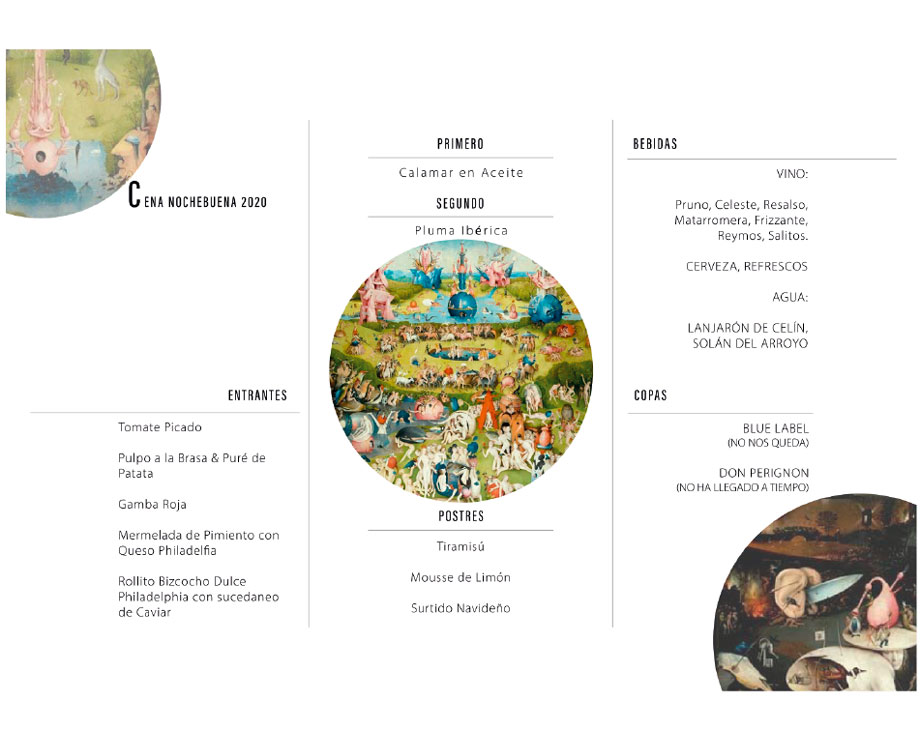 CENA NOCHEBUENA 2020
ENTRANTES
Tomate Picado
Pulpo a la Brasa & Puré de
Patata
Gamba Roja
Mermelada de Pimiento con
Queso Philadelfia
Rollito Bizcocho Dulce
Philadelphia con sucedaneo
de Caviar
PRIMERO
Calamar en Aceite
SEGUNDO
Pluma Ibérica
POSTRES
Tiramisú
Mousse de Limón
Surtido Navideño
BEBIDAS
VINO:
Pruno, Celeste, Resalso,
Matarromera, Frizzante,
Reymos, Salitos.
CERVEZA, REFRESCOS
AGUA:
LANJARÓN DE CELÍN,
SOLÁN DEL ARROYO
COPAS
BLUE LABEL
(NO NOS QUEDA)
DON PERIGNON
(NO HA LLEGADO A TIEMPO)